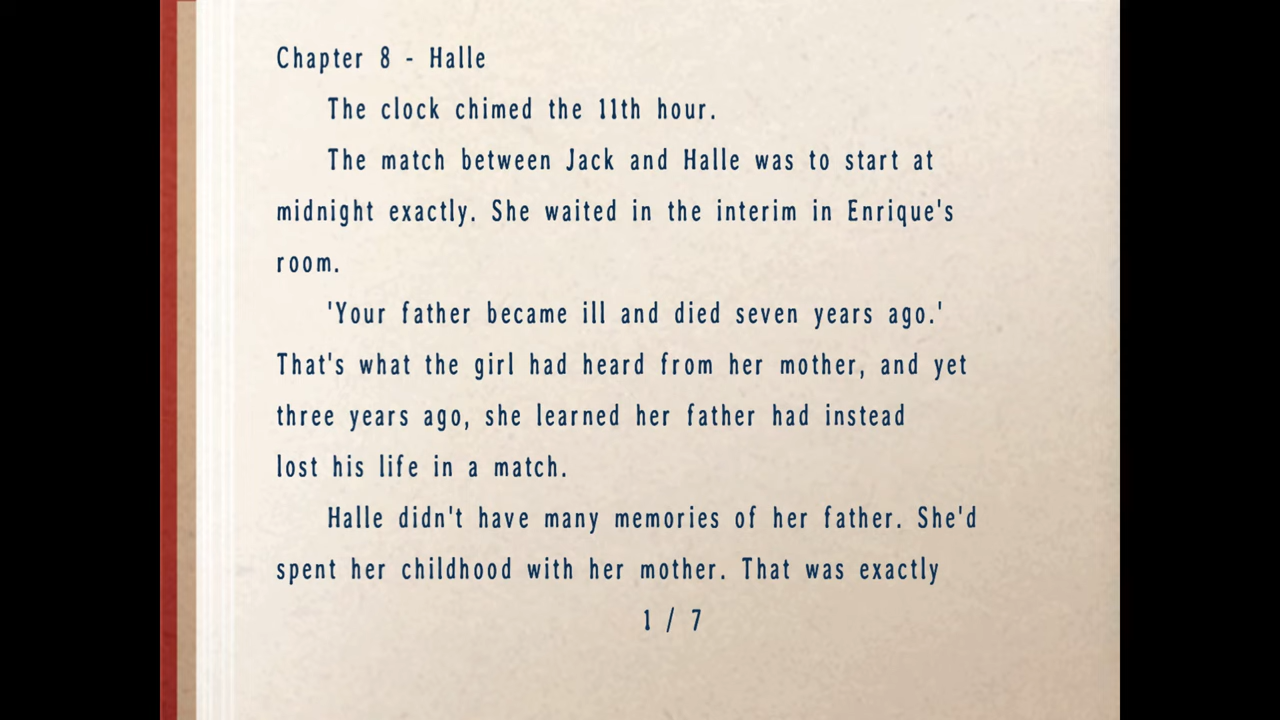 Chapter 8 - Halle
The clock chimed the 11th hour.
The match between Jack and Halle was to start at
midnight exactly. She waited in the interim in Enrique's
room.
'Your father became ill and died seven years ago.'
That's what the girl had heard from her mother, and yet
three years ago, she learned her father had instead
lost his life in a match.
Halle didn't have many memories of her father. She'd
spent her childhood with her mother. That was exactly
1 / 7